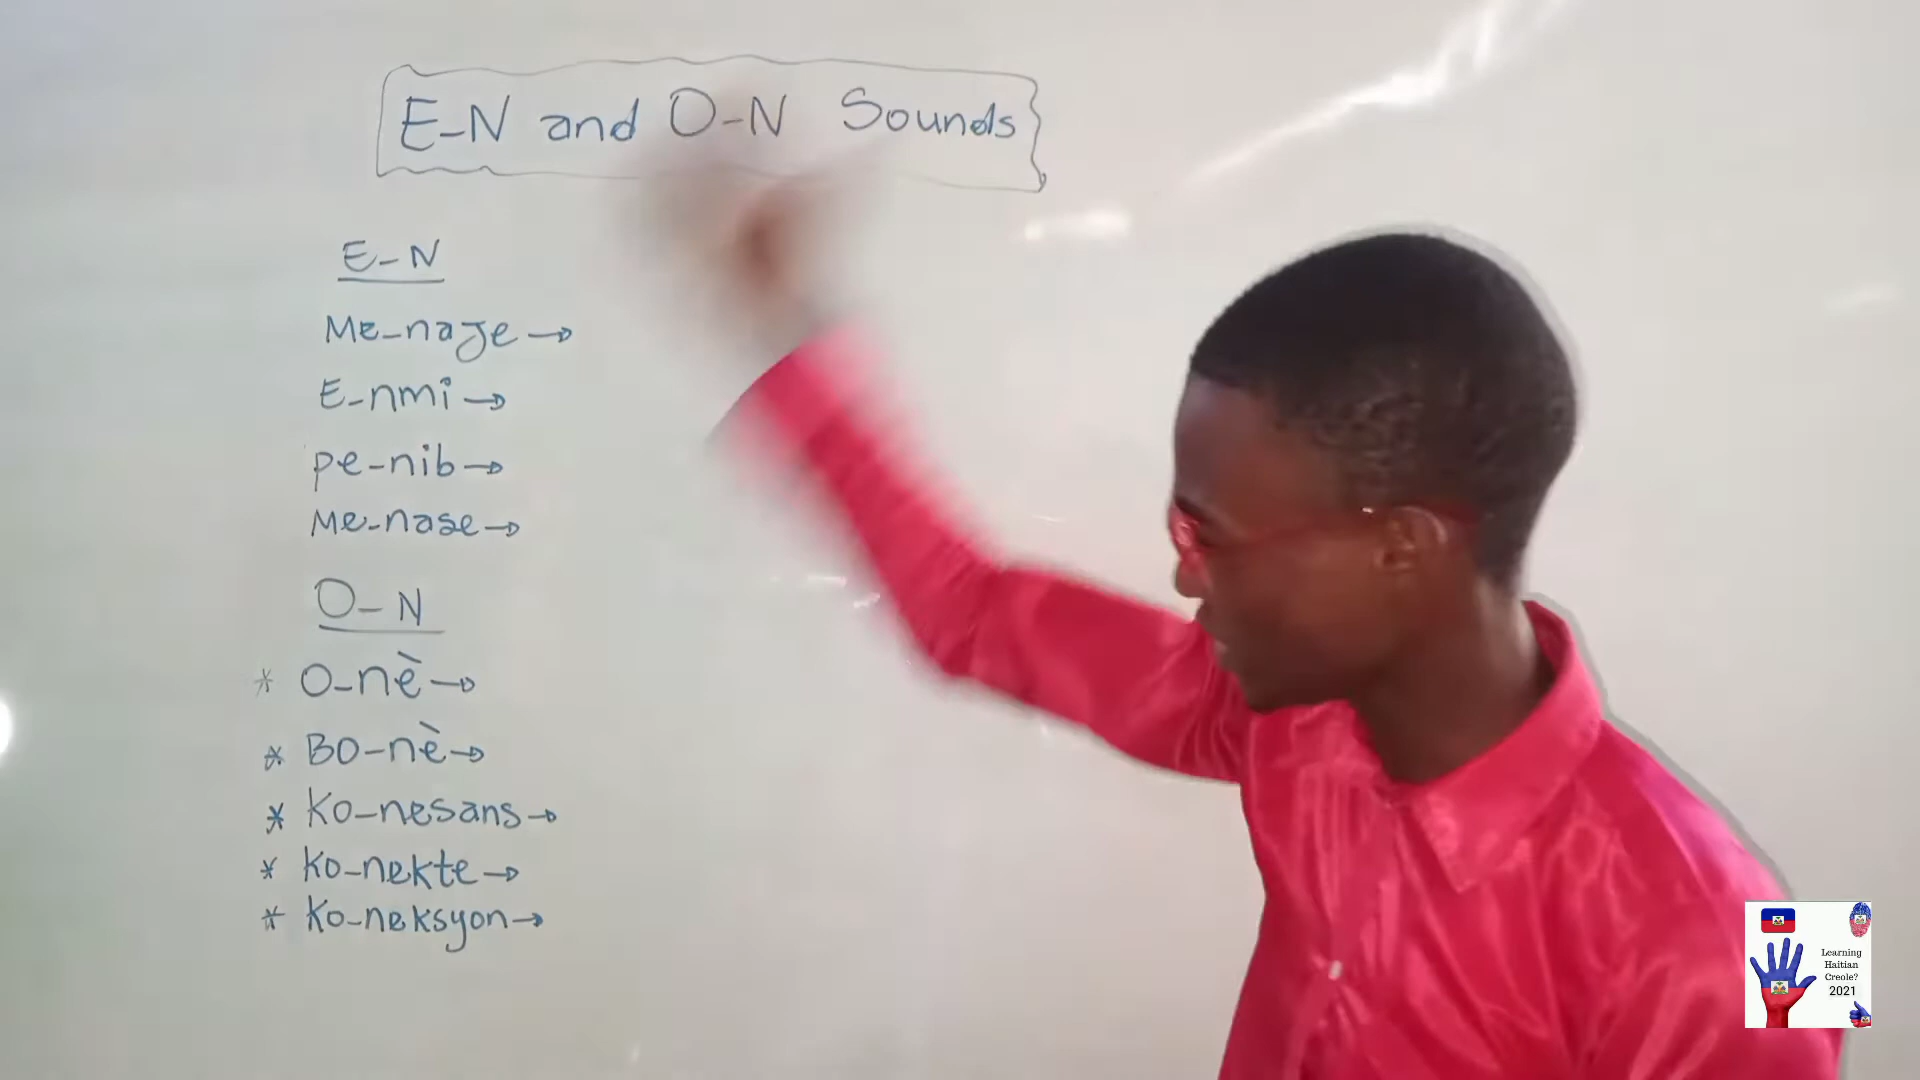 E-N and O-N Sounds
E-N
Me-naje→
E-nmi→
pe-nib→
Me-nase→
O-N
* O-nè→
* Bo-nè→
* Ko-nesans→
* Ko-nekte→
* Ko-neksyon→
Learning
Haitian
Creole?
2021